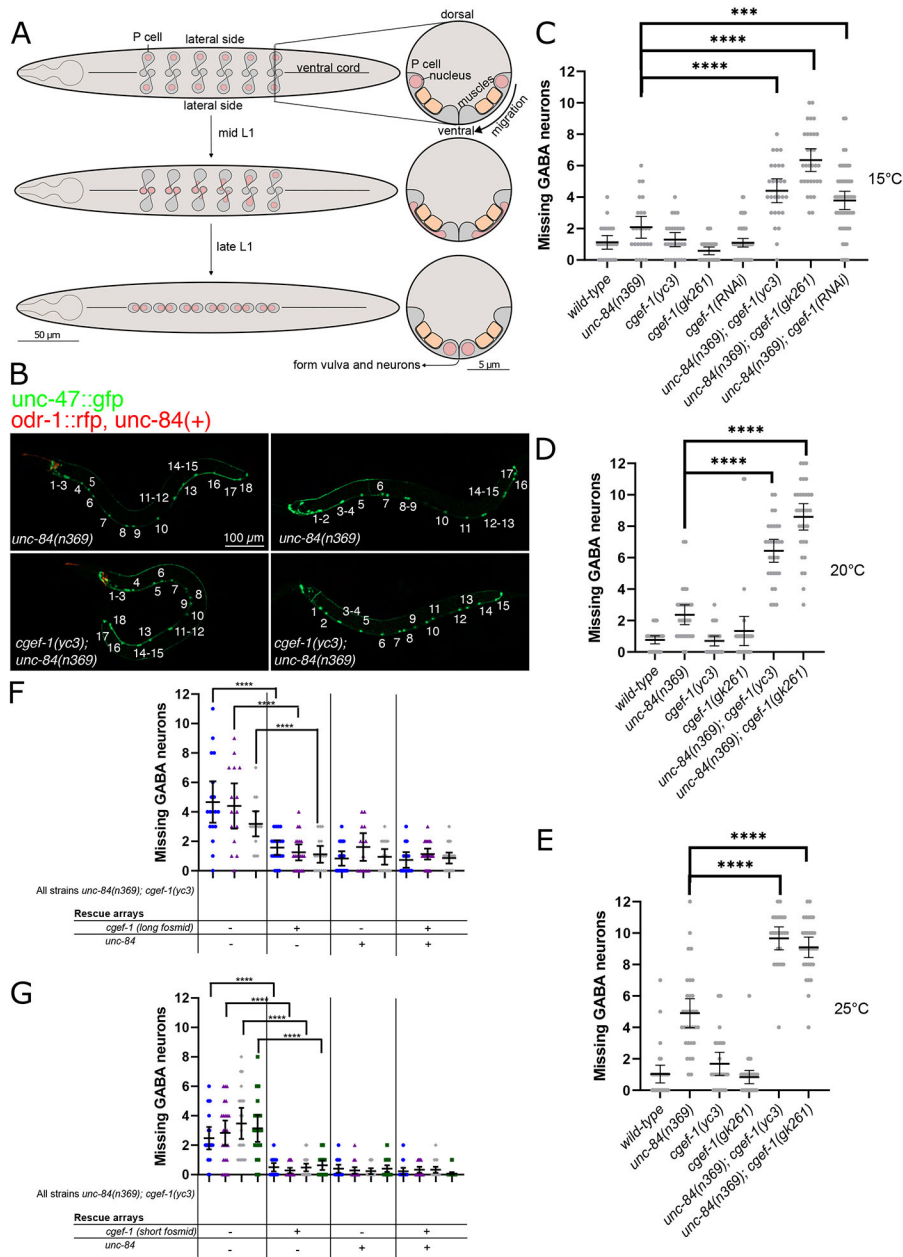 A
P cell
lateral side
ventral cord
lateral side
mid L1
late L1
50 µm
dorsal
P cell
nucleus
muscles
migration
ventral
form vulva and neurons
5 µm
B
unc-47::gfp
odr-1::rfp, unc-84(+)
1-3
4
5
6
7
8
9
10
11-12
13
14-15
16
17
18
unc-84(n369)
100 µm
1-2
3-4
5
6
7
8-9
10
11
12-13
14-15
16
17
unc-84(n369)
1-3
4
5
6
7
8
9
10
11-12
13
14-15
16
17
18
cgef-1(yc3);
unc-84(n369)
1
2
3-4
5
6
7
8
9
10
11
12
13
14
15
cgef-1(yc3);
unc-84(n369)
C
***
****
****
Missing GABA neurons
12
10
8
6
4
2
0
wild-type
unc-84(n369)
cgef-1(yc3)
cgef-1(gk261)
cgef-1(RNAi)
unc-84(n369); cgef-1(yc3)
unc-84(n369); cgef-1(gk261)
unc-84(n369); cgef-1(RNAi)
15°C
D
****
****
Missing GABA neurons
12
10
8
6
4
2
0
wild-type
unc-84(n369)
cgef-1(yc3)
cgef-1(gk261)
unc-84(n369); cgef-1(yc3)
unc-84(n369); cgef-1(gk261)
20°C
E
****
****
Missing GABA neurons
12
10
8
6
4
2
0
wild-type
unc-84(n369)
cgef-1(yc3)
cgef-1(gk261)
unc-84(n369); cgef-1(yc3)
unc-84(n369); cgef-1(gk261)
25°C
F
****
****
****
Missing GABA neurons
12
10
8
6
4
2
0
All strains unc-84(n369); cgef-1(yc3)
Rescue arrays
cgef-1 (long fosmid) - + - +
unc-84 - - + +
G
****
****
****
****
Missing GABA neurons
12
10
8
6
4
2
0
All strains unc-84(n369); cgef-1(yc3)
Rescue arrays
cgef-1 (short fosmid) - + - +
unc-84 - - + +